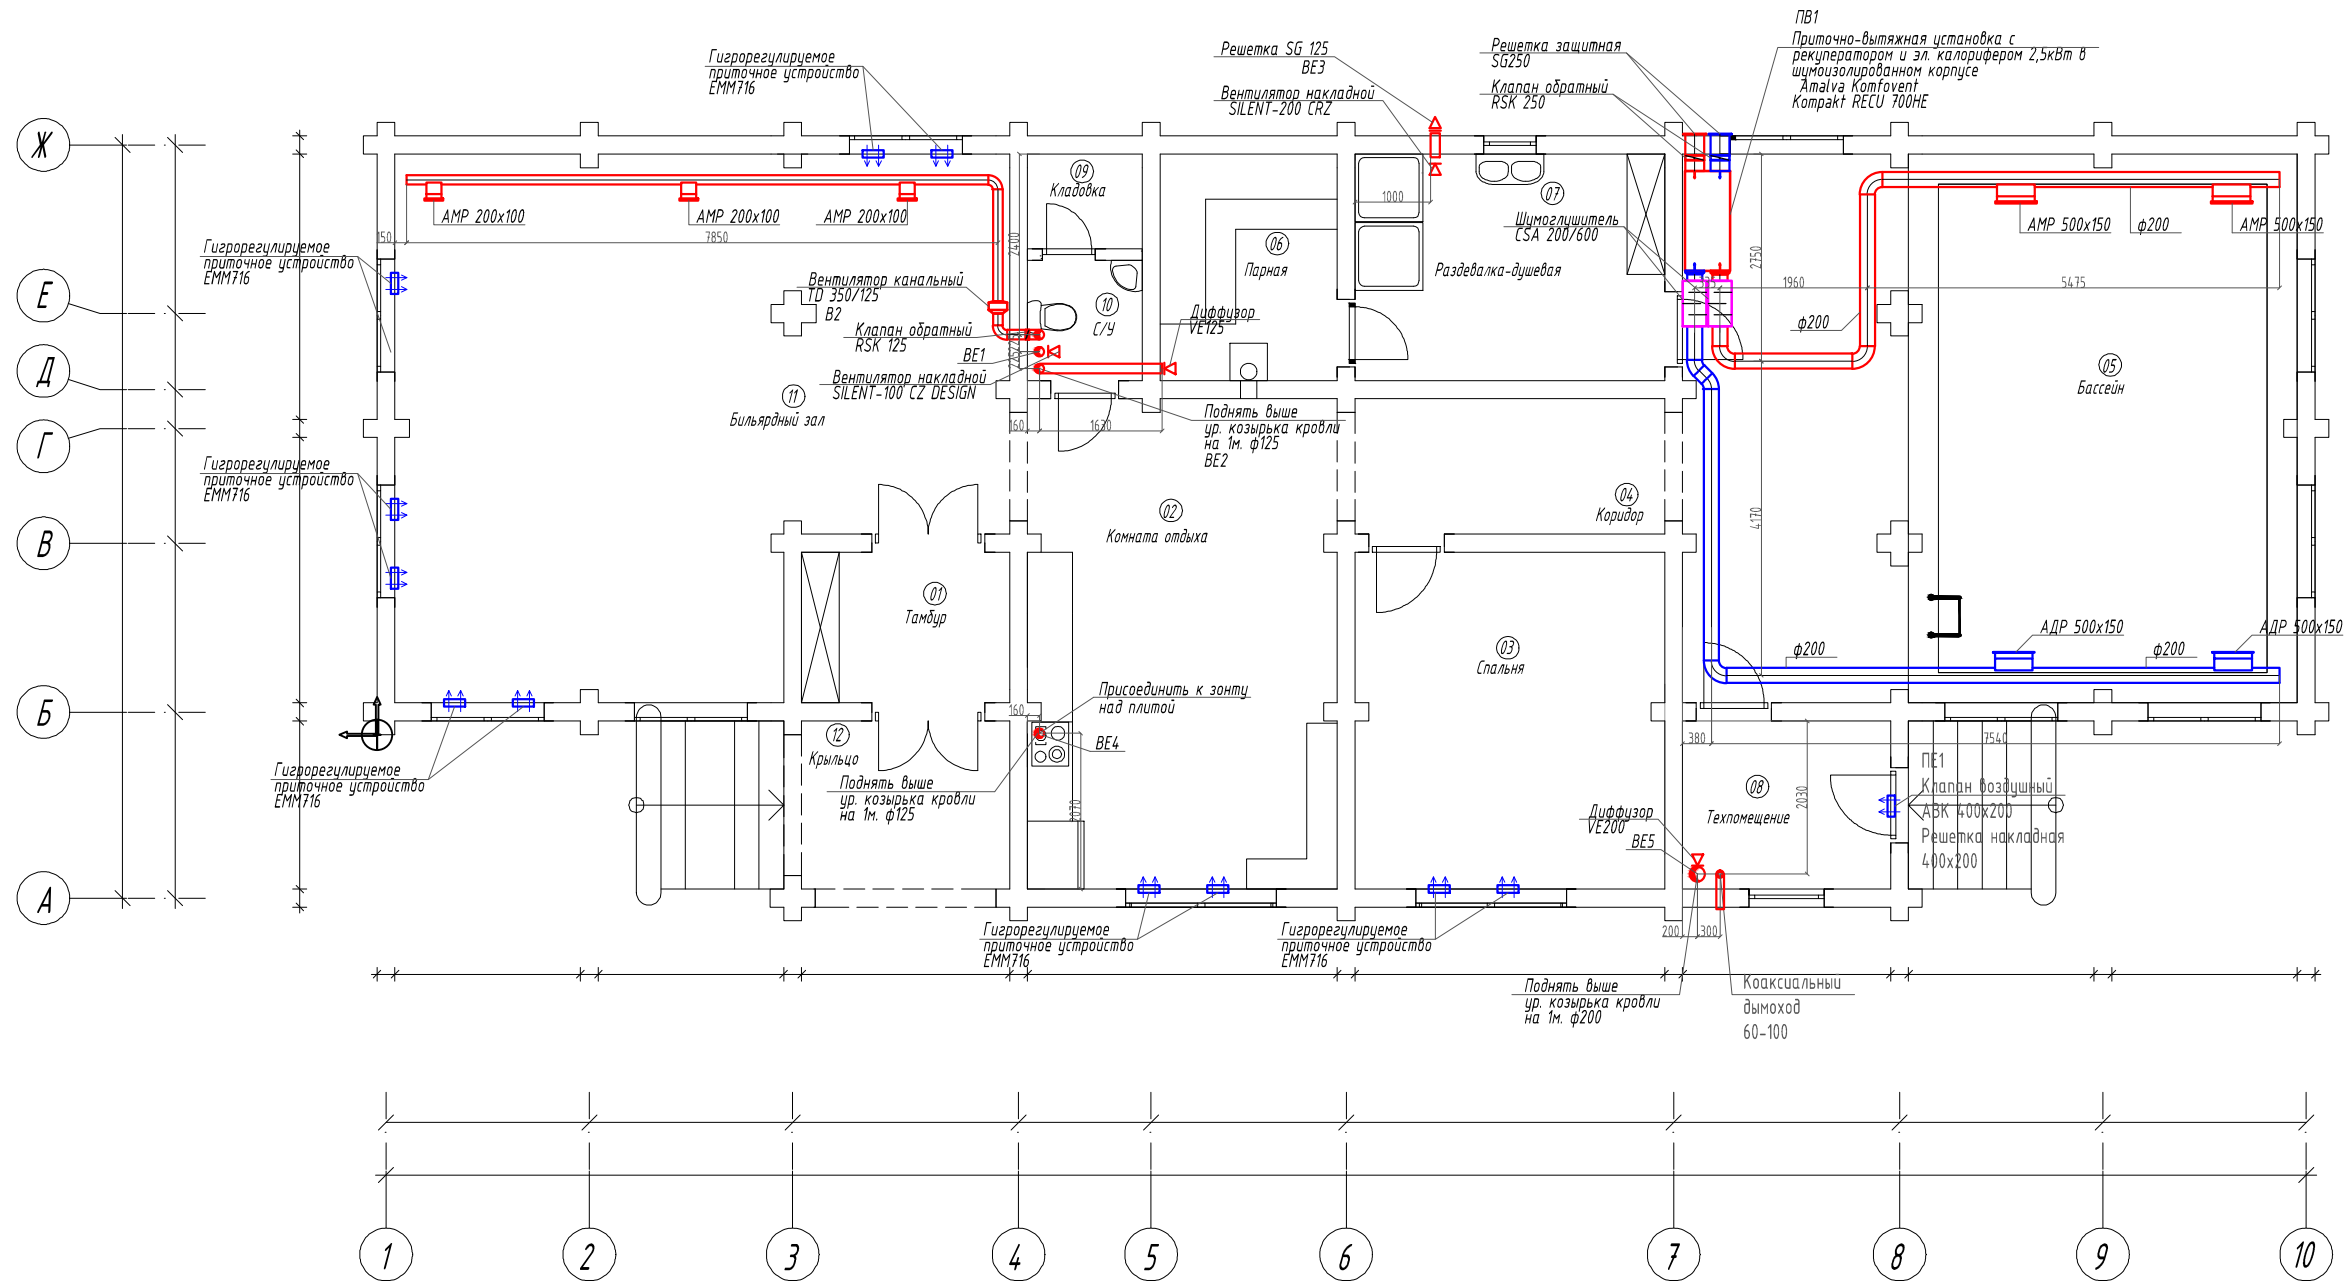 ПВ1
Приточно-вытяжная установка с
рекуператором и эл. калорифером 2,5кВт в
шумоизолированном корпусе
Amalva Komfovent
Kompakt RECU 700HE
Решетка защитная
SG250
Клапан обратный
RSK 250
Решетка SG 125
ВЕ3
Вентилятор накладной
SILENT-200 CRZ
Гигрорегулируемое
приточное устройство
ЕММ716
Ж
09
Кладовка
1000
07
Шумоглушитель
CSA 200/600
АМР 200х100
АМР 200х100
АМР 200х100
150
7850
2400
06
Парная
Раздевалка-душевая
2750
АМР 500х150
ф200
АМР 500х150
1960
5475
Гигрорегулируемое
приточное устройство
ЕММ716
Е
Вентилятор канальный
TD 350/125
В2
10
С/У
Диффузор
VE125
ф200
Клапан обратный
RSK 125
ВЕ1
Вентилятор накладной
SILENT-100 CZ DESIGN
Д
11
Бильярдный зал
05
Бассейн
160
1630
Поднять выше
ур. козырька кровли
на 1м. ф125
ВЕ2
Г
Гигрорегулируемое
приточное устройство
ЕММ716
02
Комната отдыха
04
Коридор
4170
В
01
Тамбур
03
Спальня
ф200
АДР 500х150
ф200
АДР 500х150
Б
Присоединить к зонту
над плитой
160
ВЕ4
12
Крыльцо
380
7540
Гигрорегулируемое
приточное устройство
ЕММ716
Поднять выше
ур. козырька кровли
на 1м. ф125
2070
08
Техпомещение
2030
ПЕ1
Клапан воздушный
АВК 400х200
Решетка накладная
400х200
Диффузор
VE200
ВЕ5
А
Гигрорегулируемое
приточное устройство
ЕММ716
Гигрорегулируемое
приточное устройство
ЕММ716
200
300
Поднять выше
ур. козырька кровли
на 1м. ф200
Коаксиальный
дымоход
60-100
1
2
3
4
5
6
7
8
9
10